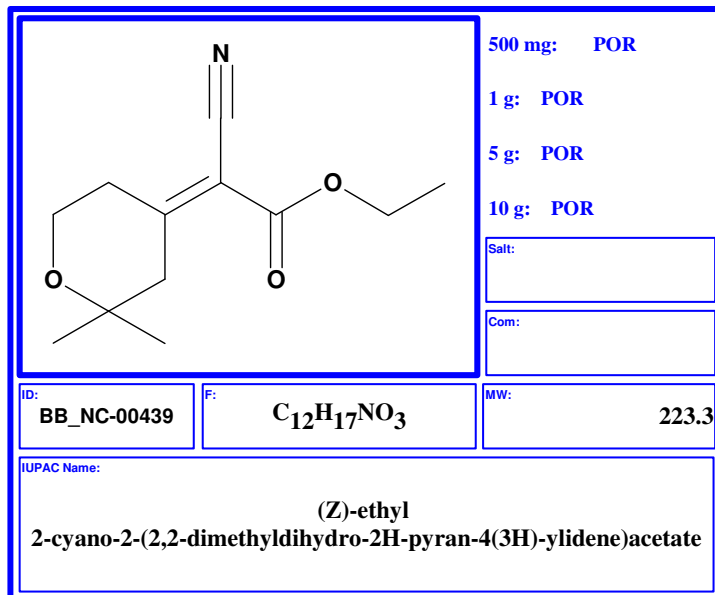 N
O
O
O
500 mg: POR
1 g: POR
5 g: POR
10 g: POR
Salt:
Com:
ID:
BB_NC-00439
F:
C12H17NO3
MW:
223.3
IUPAC Name:
(Z)-ethyl
2-cyano-2-(2,2-dimethyldihydro-2H-pyran-4(3H)-ylidene)acetate